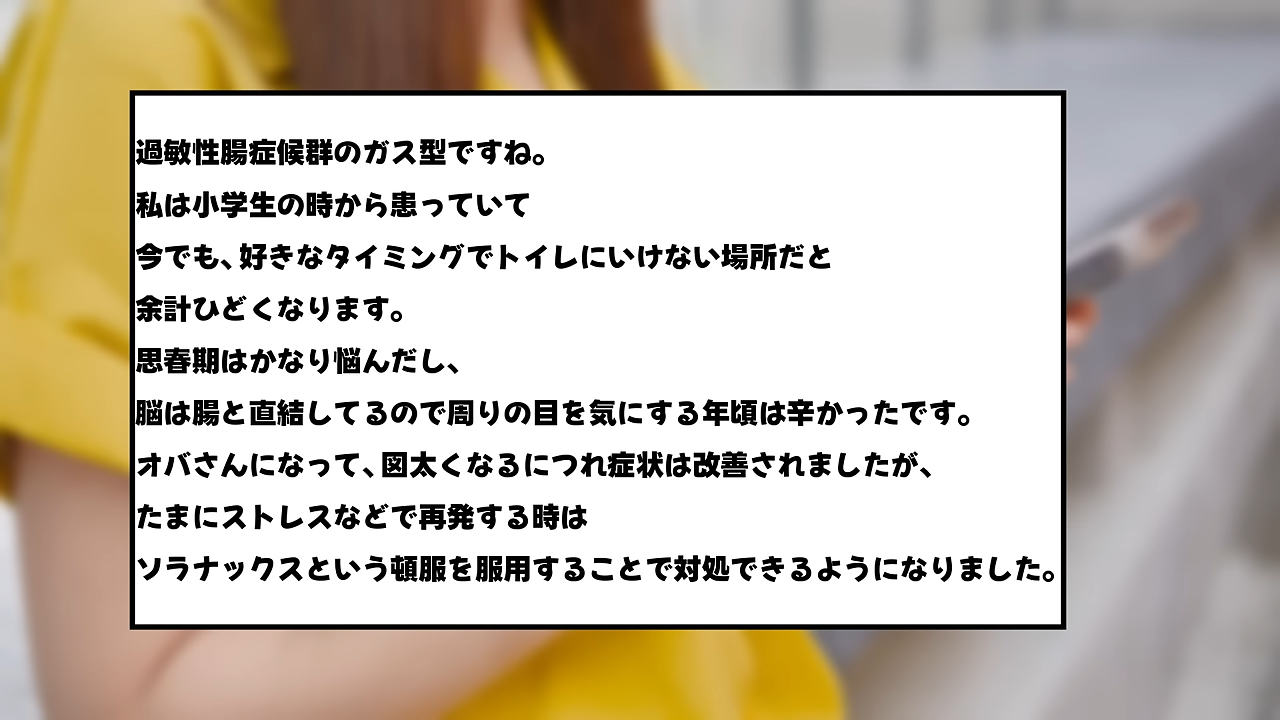 過敏性腸症候群のガス型ですね。
私は小学生の時から患っていて
今でも、好きなタイミングでトイレにいけない場所だと
余計ひどくなります。
思春期はかなり悩んだし、
脳は腸と直結してるので周りの目を気にする年頃は辛かったです。
オバさんになって、図太くなるにつれ症状は改善されましたが、
たまにストレスなどで再発する時は
ソラナックスという頓服を服用することで対処できるようになりました。